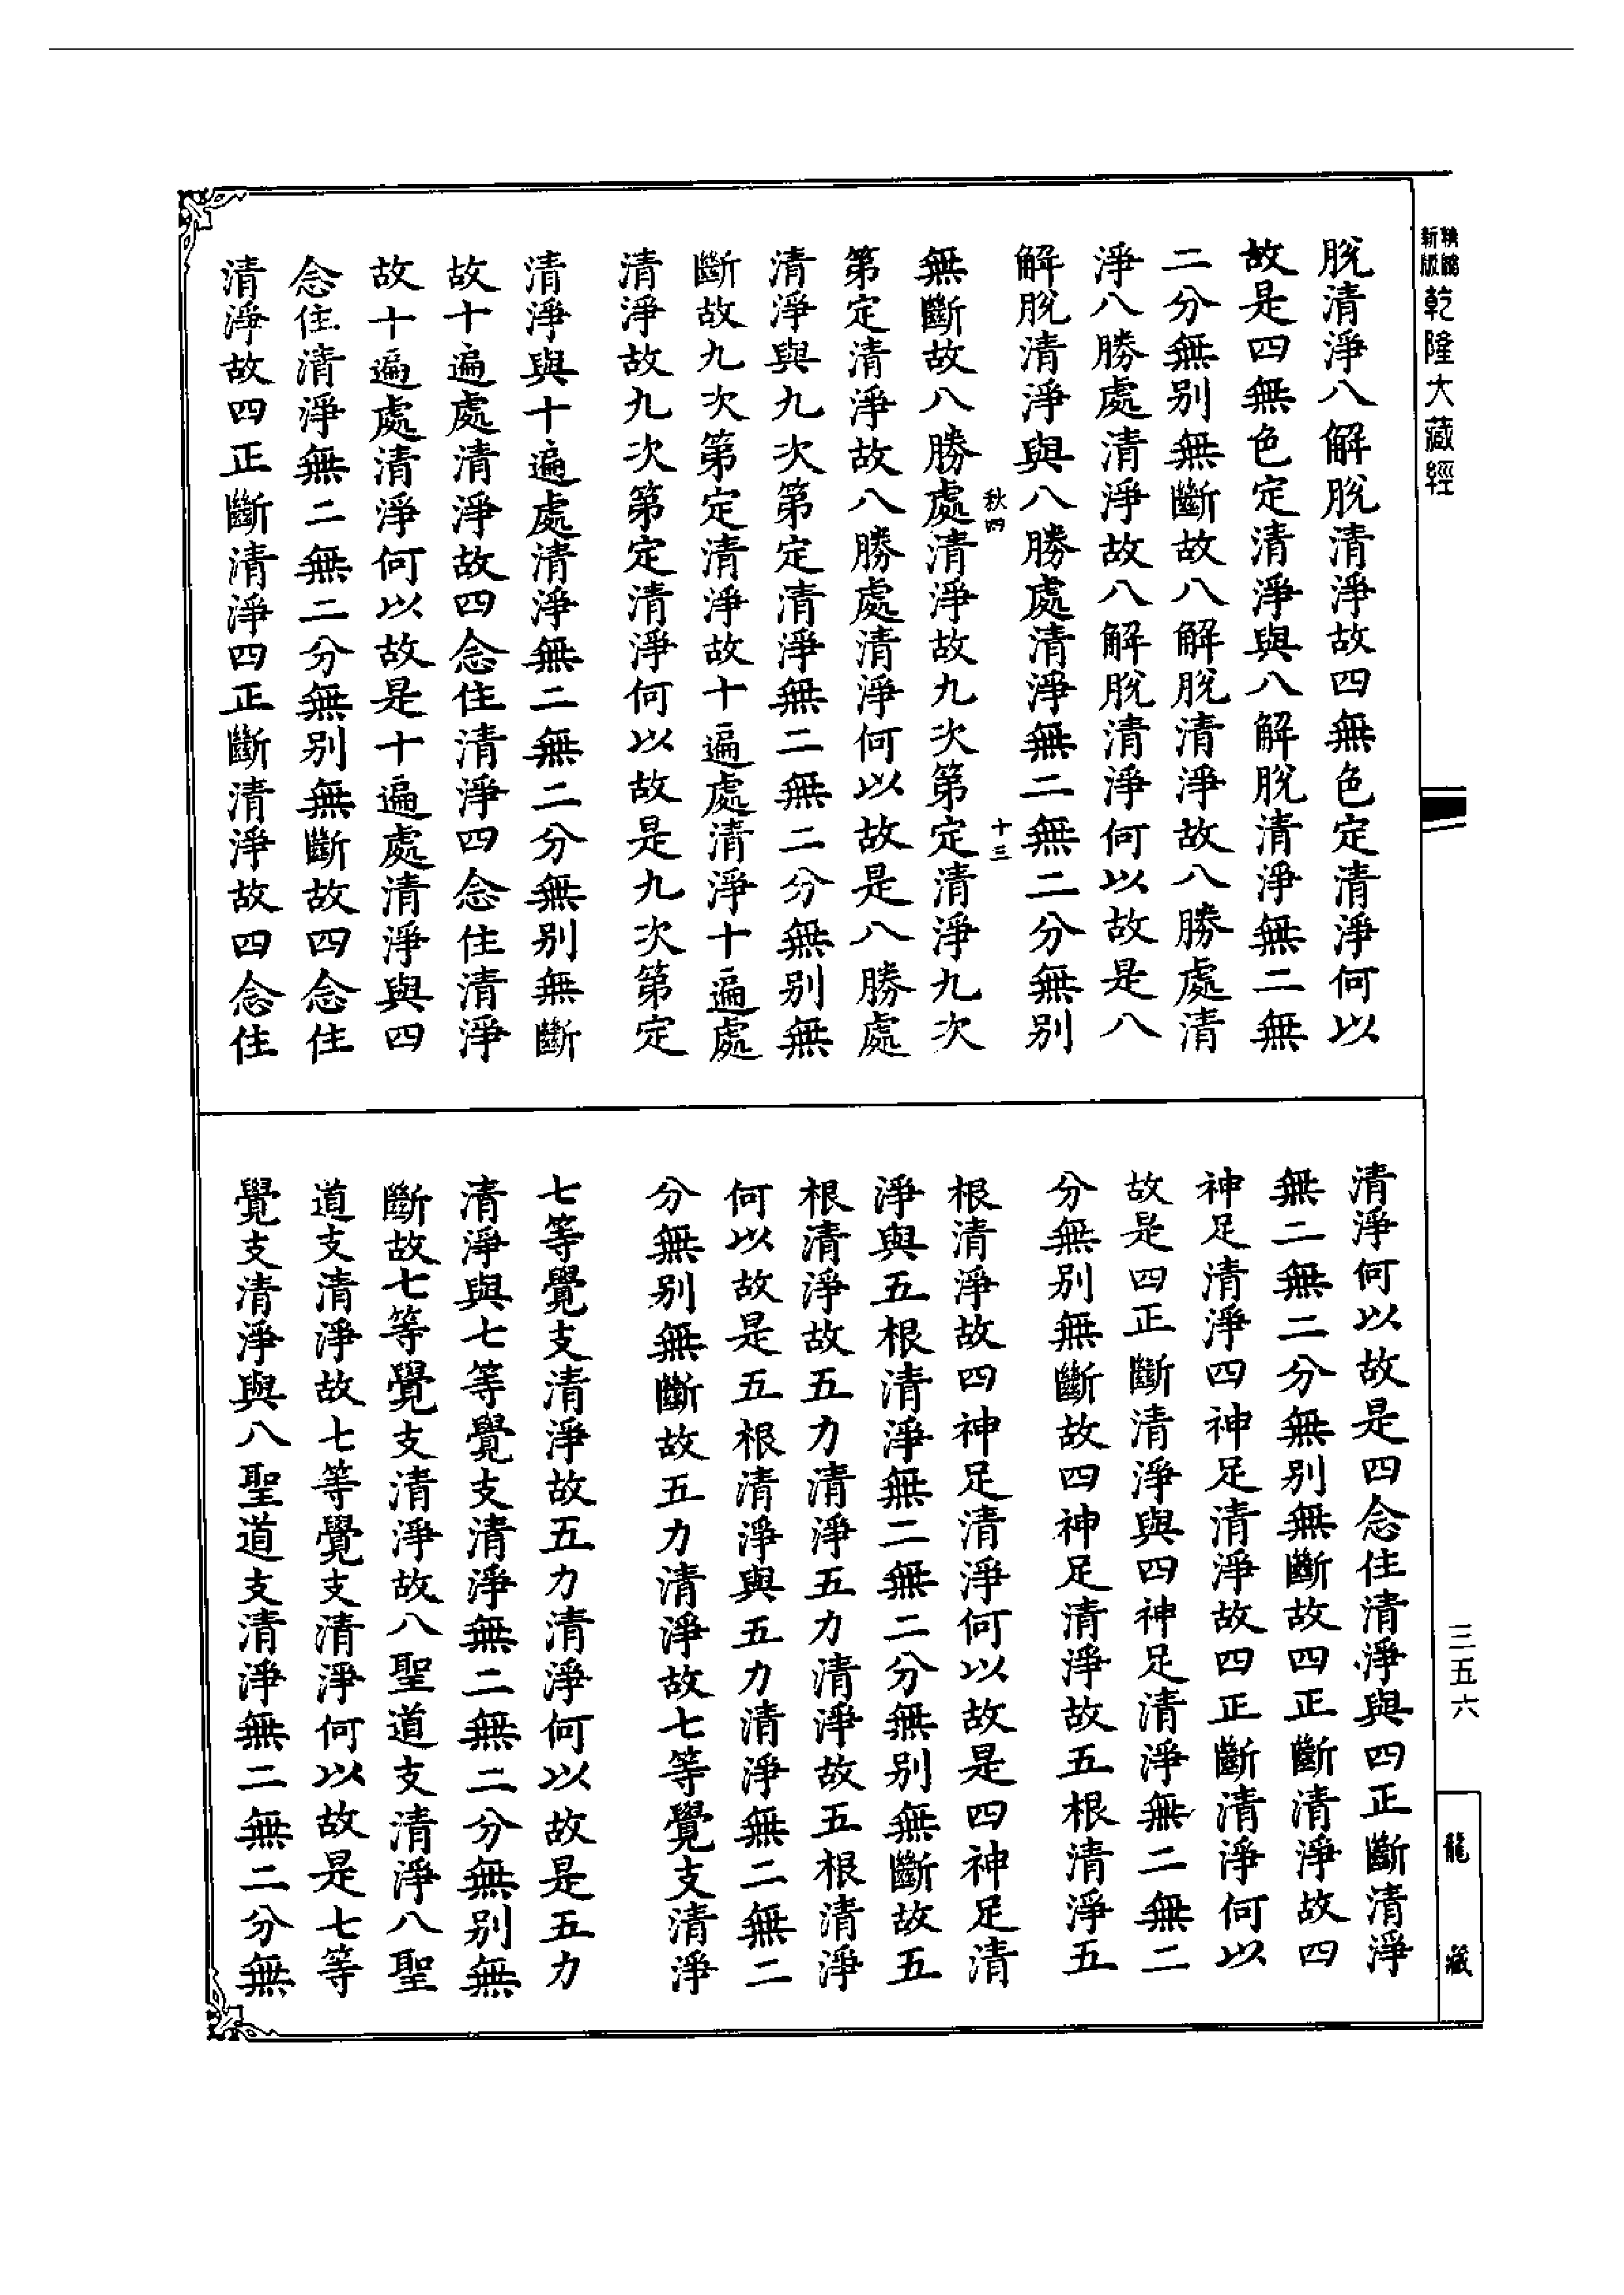 新版
乾隆大藏經
脫清淨八解脫清淨故四無色定清淨何以
故是四無色定清淨與八解脫清淨無二無
二分無別無斷故八解脫清淨故八勝處清
淨八勝處清淨故八解脫清淨何以故是八
解脫清淨與八勝處清淨無二無二分無別
秋四
十三
無斷故八勝處清淨故九次第定清淨九次
第定清淨故八勝處清淨何以故是八勝處
清淨與九次第定清淨無二無二分無別無
斷故九次第定清淨故十遍處清淨十遍處
清淨故九次第定清淨何以故是九次第定
清淨與十遍處清淨無二無二分無別無斷
故十遍處清淨故四念住清淨四念住清淨
故十遍處清淨何以故是十遍處清淨與四
念住清淨無二無二分無別無斷故四念住
清淨故四正斷清淨四正斷清淨故四念住
清淨何以故是四念住清淨與四正斷清淨
無二無二分無別無斷故四正斷清淨故四
神足清淨四神足清淨故四正斷清淨何以
故是四正斷清淨與四神足清淨無二無二
分無別無斷故四神足清淨故五根清淨五
根清淨故四神足清淨何以故是四神足清
淨與五根清淨無二無二分無別無斷故五
根清淨故五力清淨五力清淨故五根清淨
何以故是五根清淨與五力清淨無二無二
分無別無斷故五力清淨故七等覺支清淨
七等覺支清淨故五力清淨何以故是五力
清淨與七等覺支清淨無二無二分無別無
斷故七等覺支清淨故八聖道支清淨八聖
道支清淨故七等覺支清淨何以故是七等
覺支清淨與八聖道支清淨無二無二分無
三五六
龍藏